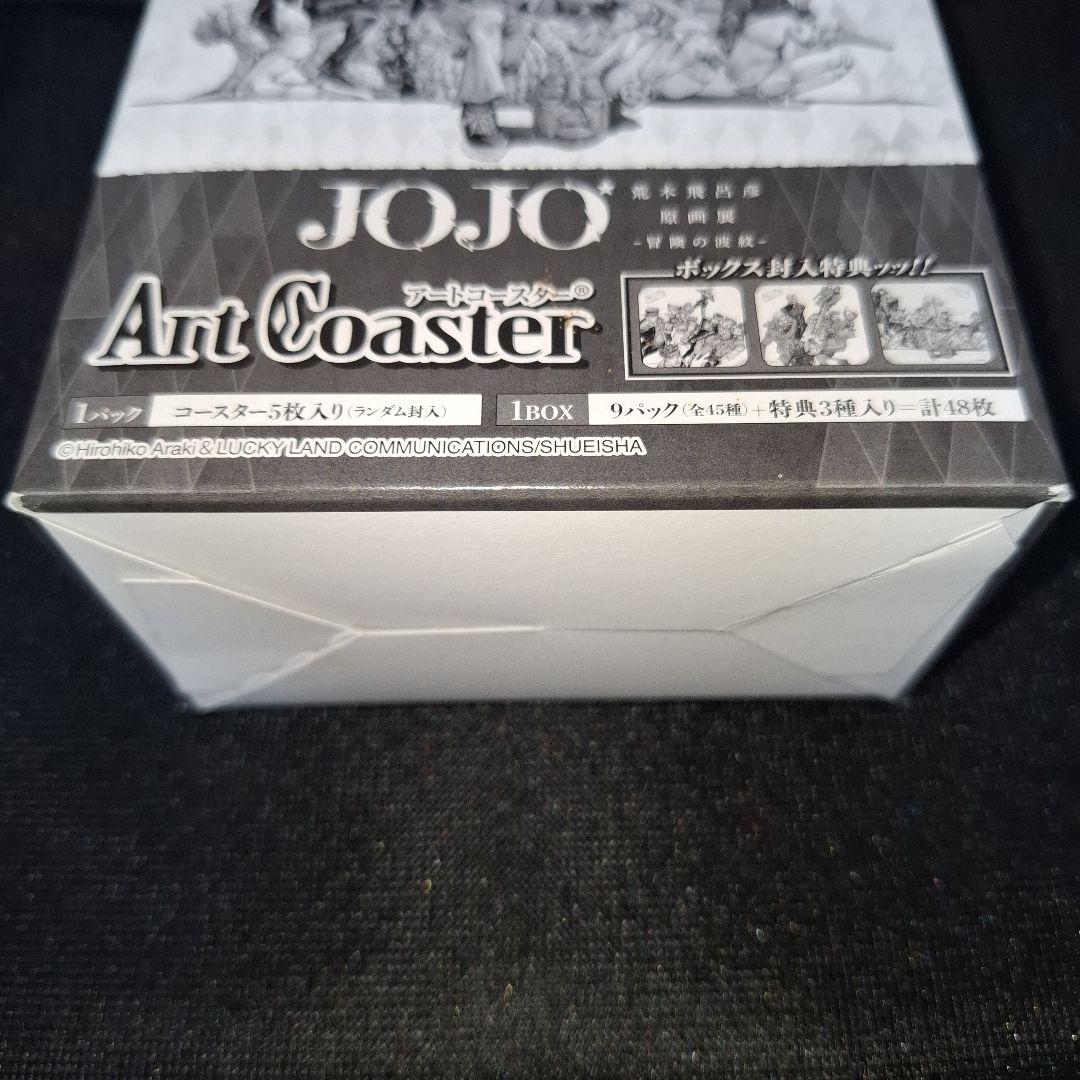 JOJO
荒木飛呂彦
原画展
-冒険の波紋-
アートコースター®
Art Coaster
ボックス封入特典ッッ!!
1パック コースター5枚入り(ランダム封入)
1BOX 9パック(全45種)+特典3種入り=計48枚
©Hirohiko Araki & LUCKY LAND COMMUNICATIONS/SHUEISHA